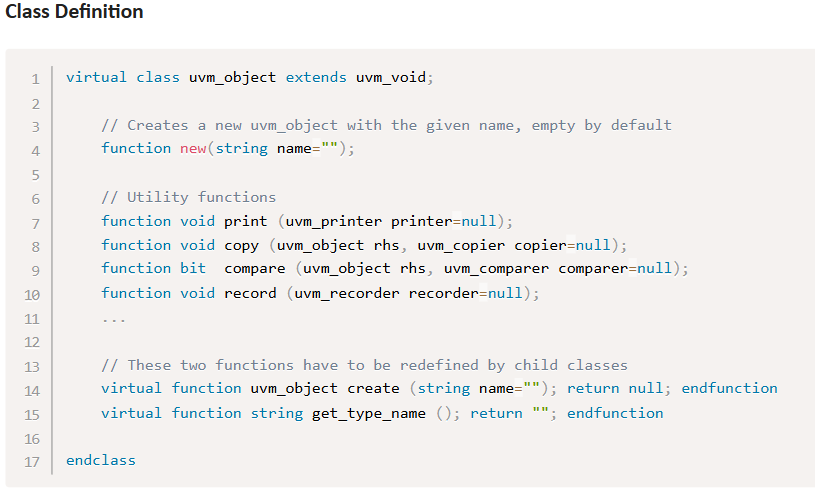 Class Definition
1 virtual class uvm_object extends uvm_void;
2
3 // Creates a new uvm_object with the given name, empty by default
4 function new(string name="");
5
6 // Utility functions
7 function void print (uvm_printer printer=null);
8 function void copy (uvm_object rhs, uvm_copier copier=null);
9 function bit  compare (uvm_object rhs, uvm_comparer comparer=null);
10 function void record (uvm_recorder recorder=null);
11 ...
12
13 // These two functions have to be redefined by child classes
14 virtual function uvm_object create (string name=""); return null; endfunction
15 virtual function string get_type_name (); return ""; endfunction
16
17 endclass